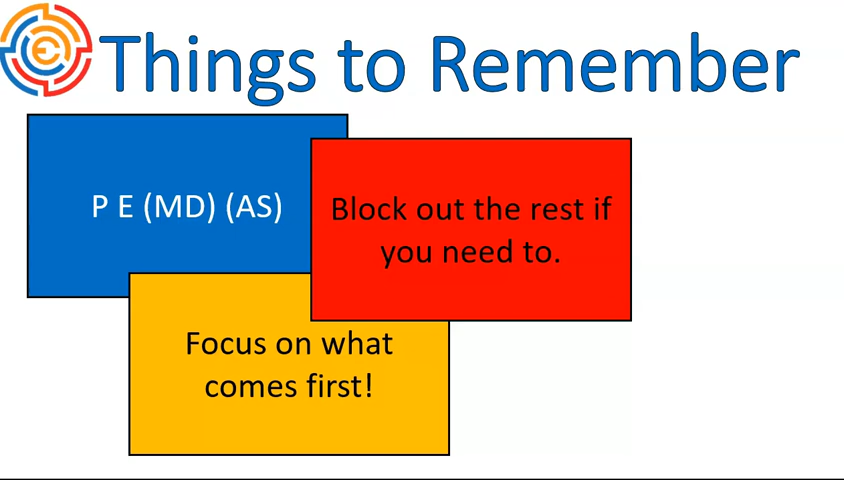 Things to Remember
P E (MD) (AS)
Block out the rest if
you need to.
Focus on what
comes first!